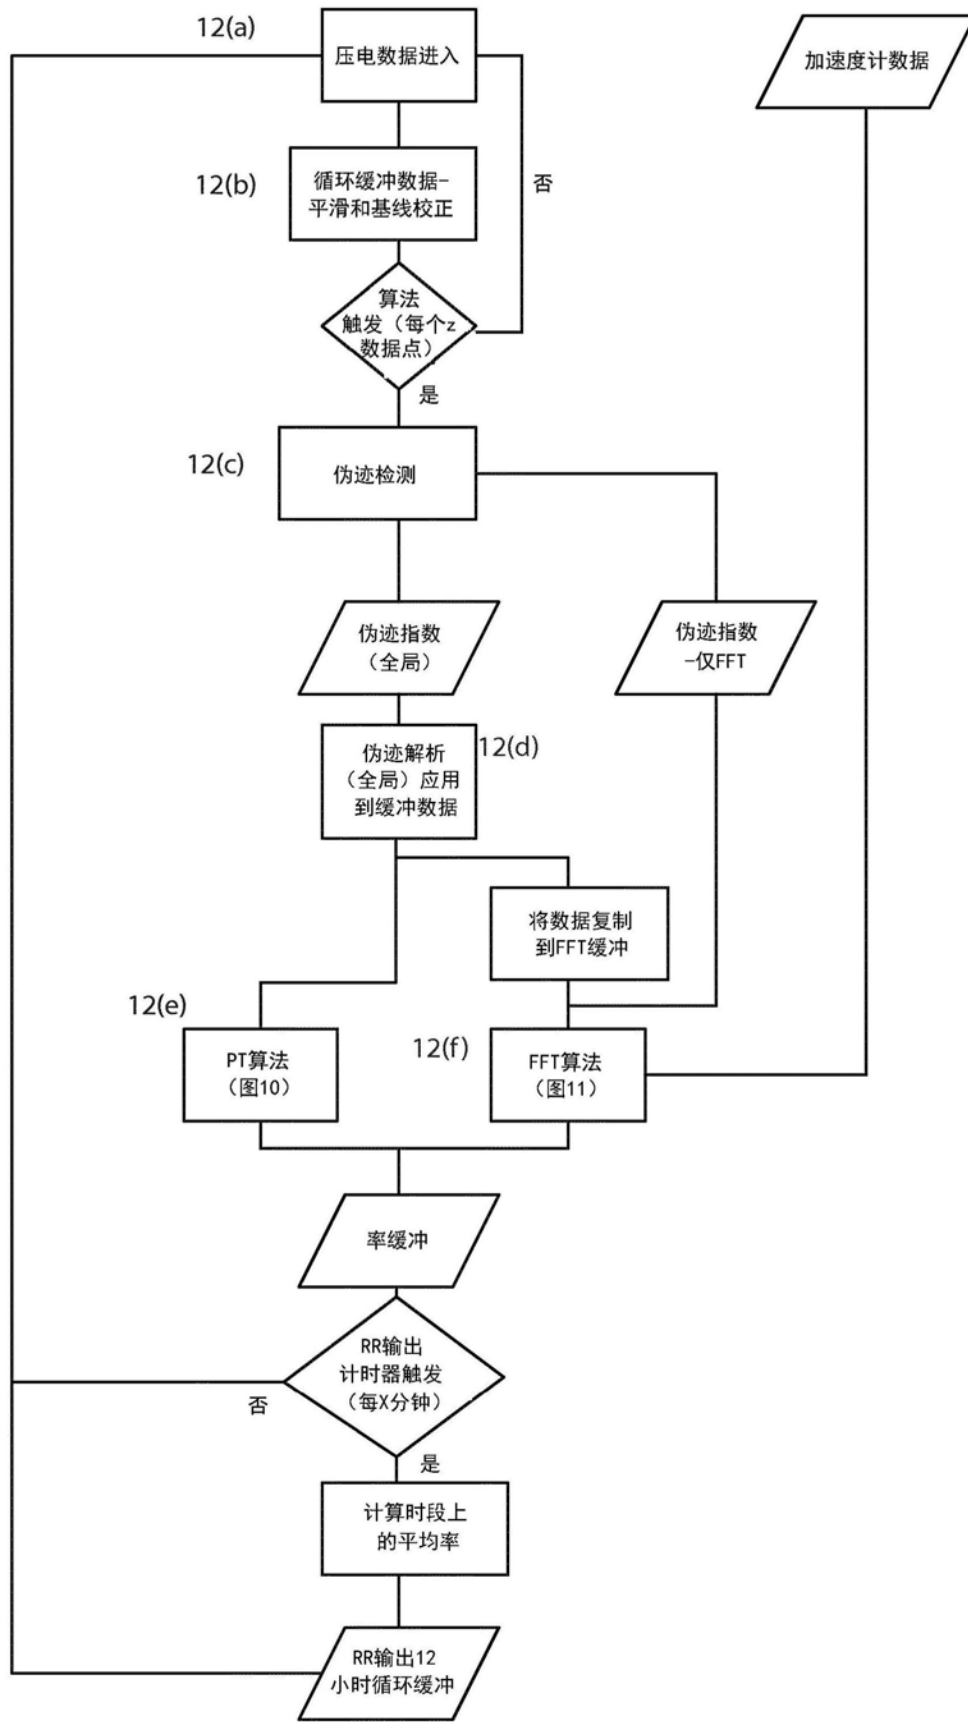 12(a)
压电数据进入
加速度计数据
12(b)
循环缓冲数据-
平滑和基线校正
否
算法
触发（每个z
数据点）
是
12(c)
伪迹检测
伪迹指数
（全局）
伪迹指数
-仅FFT
12(d)
伪迹解析
（全局）应用
到缓冲数据
将数据复制
到FFT缓冲
12(e)
12(f)
PT算法
（图10）
FFT算法
（图11）
率缓冲
RR输出
计时器触发
（每X分钟）
否
是
计算时段上
的平均率
RR输出12
小时循环缓冲